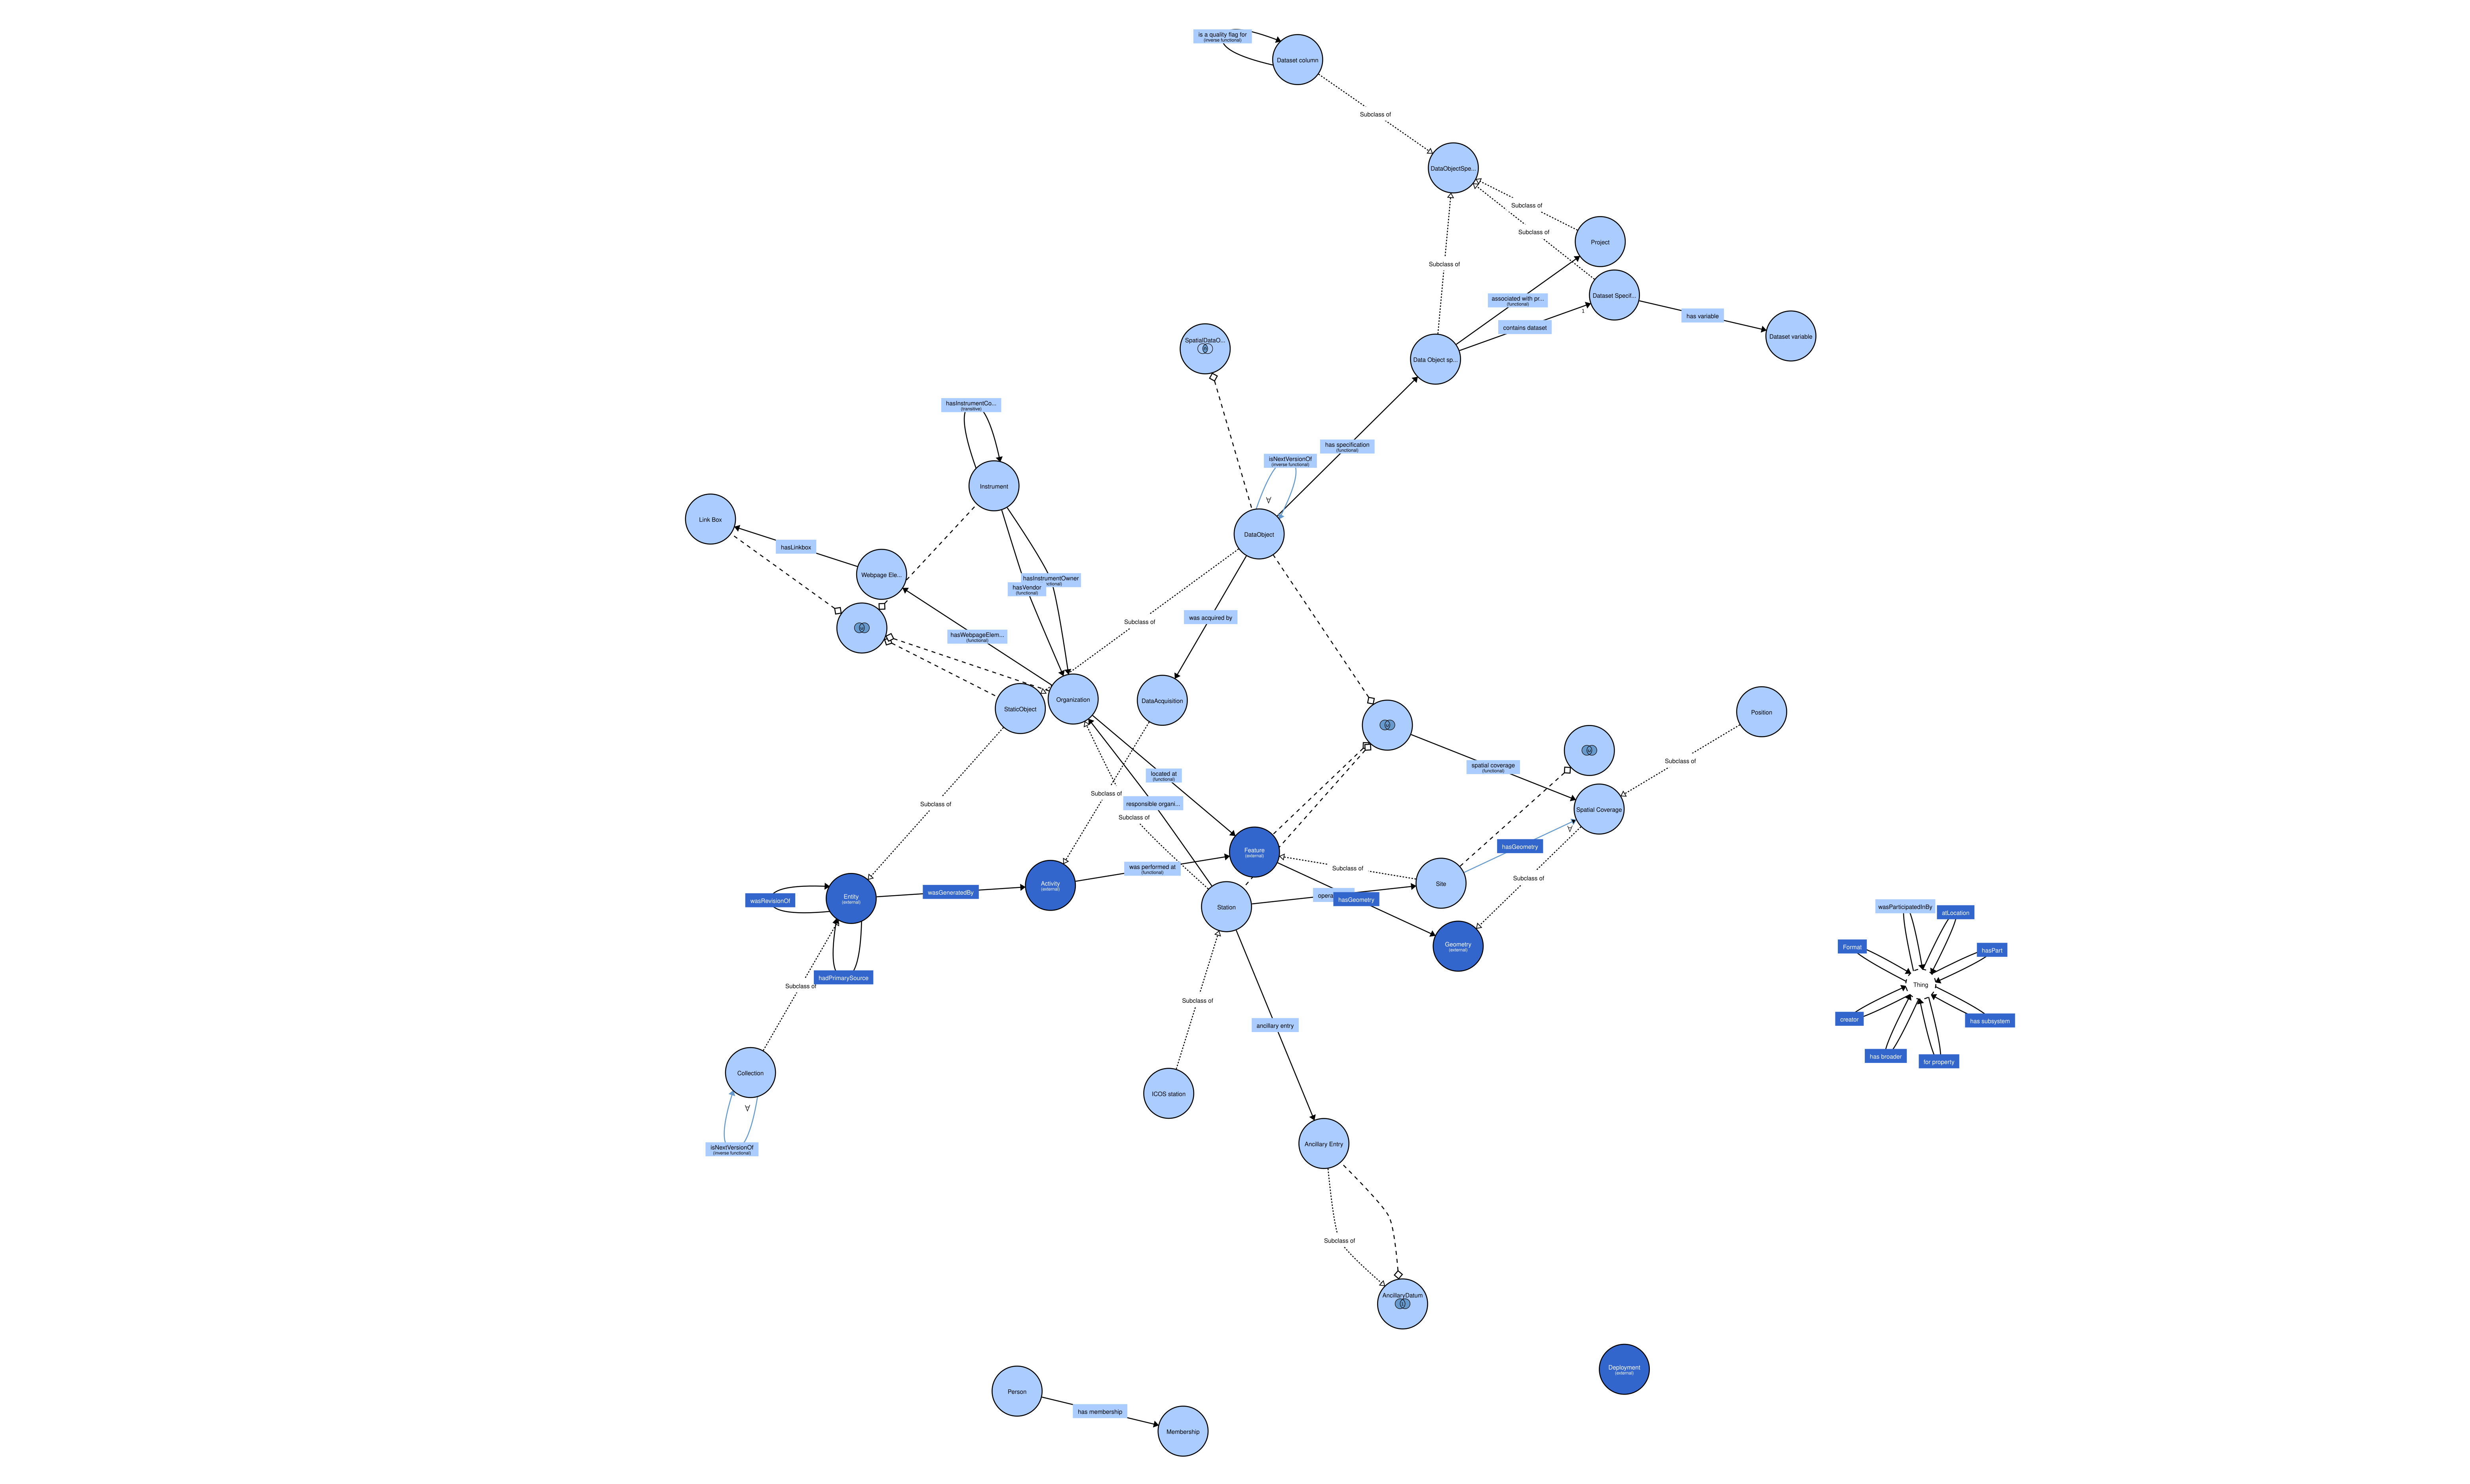 is a quality flag for
(inverse functional)
Dataset column
Subclass of
DataObjectSpe...
Subclass of
Subclass of
Project
Subclass of
Dataset Specif...
associated with pr...
(functional)
1
has variable
contains dataset
Dataset variable
SpatialDataO...
Data Object sp...
hasInstrumentCo...
(transitive)
has specification
(functional)
isNextVersionOf
(inverse functional)
Instrument
∀
Link Box
DataObject
hasLinkbox
Webpage Ele...
hasInstrumentOwner
hasVendor
(functional)
was acquired by
Subclass of
hasWebpageElem...
(functional)
Organization
DataAcquisition
StaticObject
Position
Subclass of
spatial coverage
(functional)
located at
(functional)
Subclass of
responsible organi...
Subclass of
Subclass of
Spatial Coverage
∀
hasGeometry
Feature
(external)
was performed at
(functional)
Subclass of
Subclass of
Activity
(external)
Site
wasGeneratedBy
Entity
(external)
wasRevisionOf
hasGeometry
Station
wasParticipatedInBy
atLocation
Geometry
(external)
Format
hasPart
hadPrimarySource
Subclass of
Thing
Subclass of
creator
has subsystem
ancillary entry
has broader
for property
Collection
ICOS station
∀
Ancillary Entry
isNextVersionOf
(inverse functional)
Subclass of
AncillaryDatum
Deployment
(external)
Person
has membership
Membership